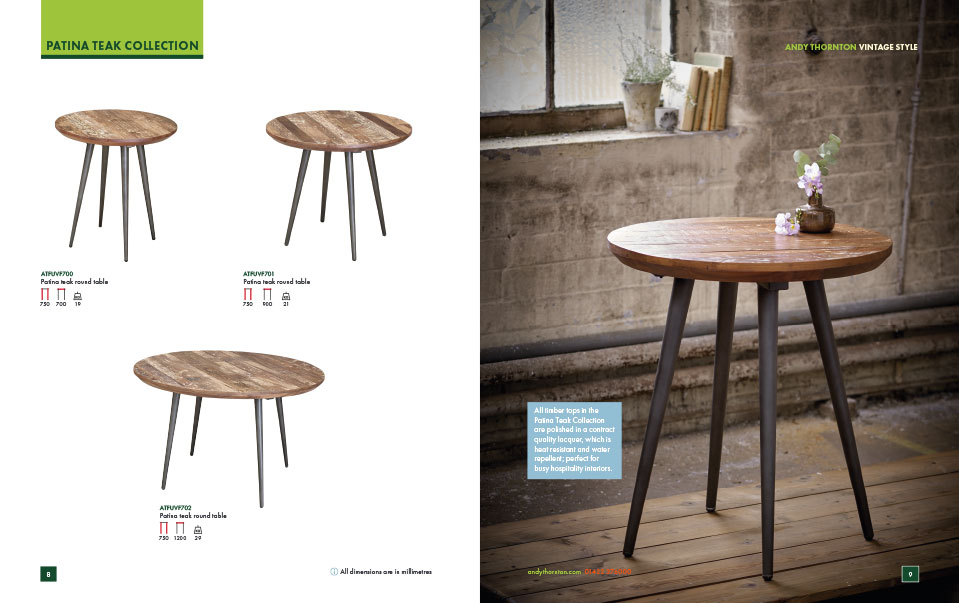 PATINA TEAK COLLECTION
ANDY THORNTON VINTAGE STYLE
ATFUVF700
Patina teak round table
750 700 19
ATFUVF701
Patina teak round table
750 900 21
ATFUVF702
Patina teak round table
750 1200 29
8
All dimensions are is millimetres
All timber tops in the
Patina Teak Collection
are polished in a contract
quality lacquer, which is
heat resistant and water
repellent; perfect for
busy hospitality interiors.
andythornton.com
9